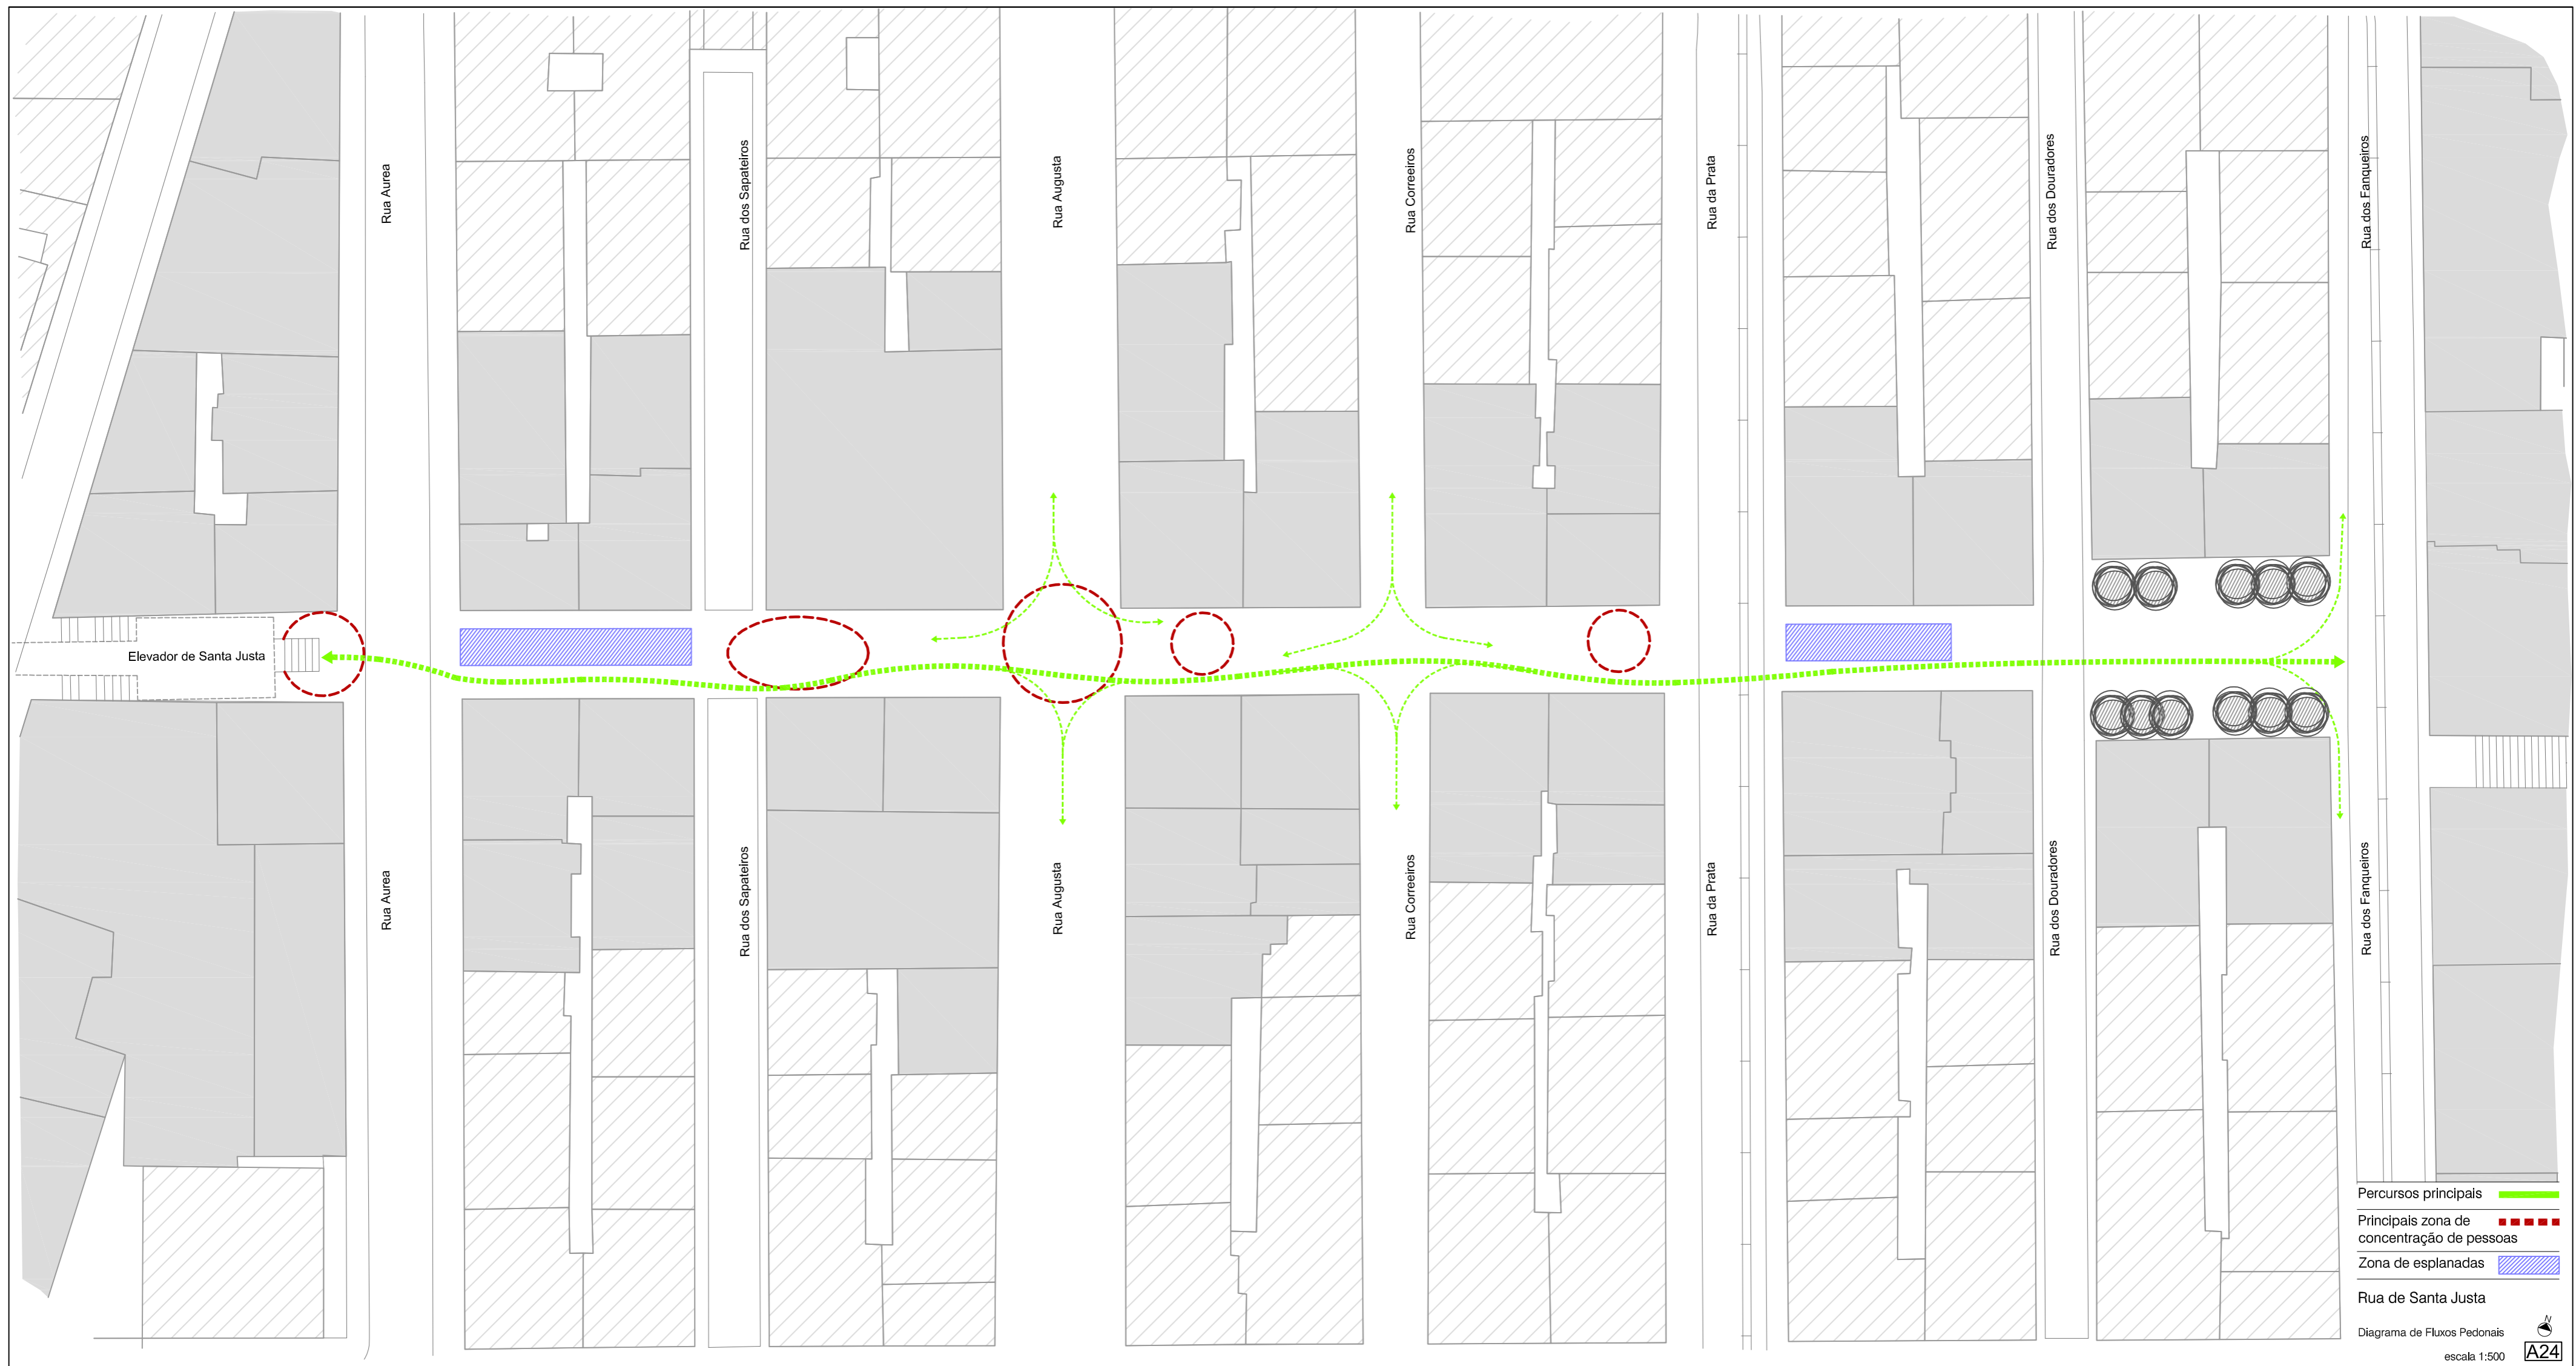 Rua Aurea
Rua dos Sapateiros
Rua Augusta
Rua Correeiros
Rua da Prata
Rua dos Douradores
Rua dos Fanqueiros
Elevador de Santa Justa
Rua Aurea
Rua dos Sapateiros
Rua Augusta
Rua Correeiros
Rua da Prata
Rua dos Douradores
Rua dos Fanqueiros
Percursos principais
Principais zona de
concentração de pessoas
Zona de esplanadas
Rua de Santa Justa
N
Diagrama de Fluxos Pedonais
escala 1:500
A24